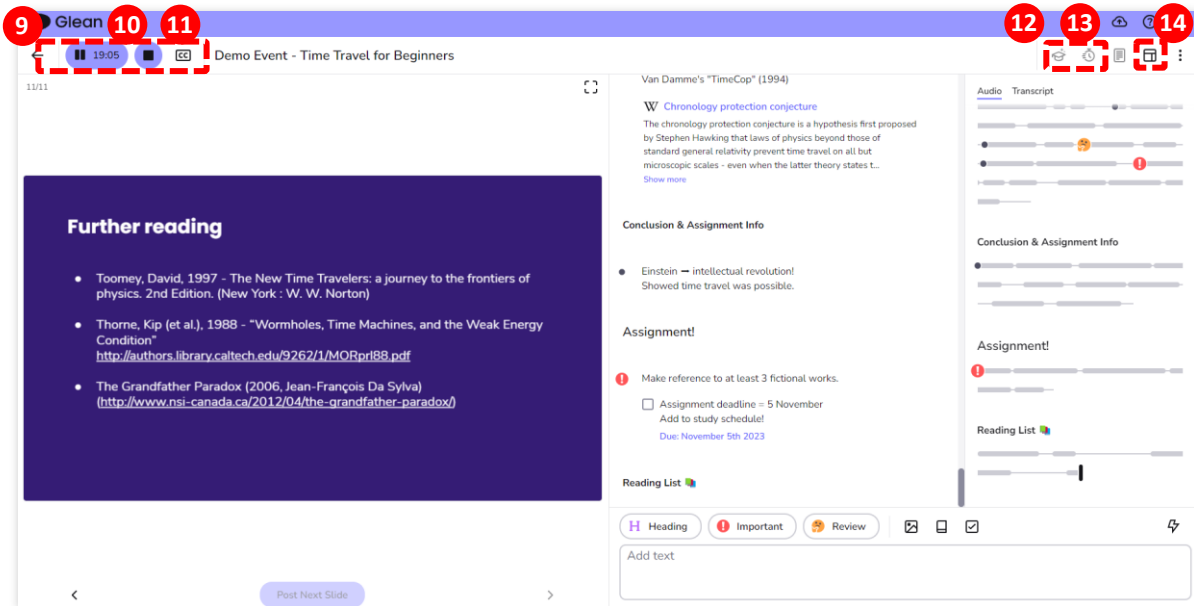 9
Glean
10
11
12
13
14
19:05
CC
Demo Event - Time Travel for Beginners
11/11
Further reading
Toomey, David, 1997 - The New Time Travelers: a journey to the frontiers of
physics. 2nd Edition. (New York : W. W. Norton)
Thorne, Kip (et al.), 1988 - “Wormholes, Time Machines, and the Weak Energy
Condition”
http://authors.library.caltech.edu/9262/1/MORprl88.pdf
The Grandfather Paradox (2006, Jean-François Da Sylva)
(http://www.nsi-canada.ca/2012/04/the-grandfather-paradox/)
Post Next Slide
Van Damme's "TimeCop" (1994)
W Chronology protection conjecture
The chronology protection conjecture is a hypothesis first proposed
by Stephen Hawking that laws of physics beyond those of
standard general relativity prevent time travel on all but
microscopic scales - even when the latter theory states t...
Show more
Conclusion & Assignment Info
Einstein ➞ intellectual revolution!
Showed time travel was possible.
Assignment!
Make reference to at least 3 fictional works.
Assignment deadline = 5 November
Add to study schedule!
Due: November 5th 2023
Reading List
H Heading
Important
Review
Add text
Audio Transcript
Conclusion & Assignment Info
Assignment!
Reading List